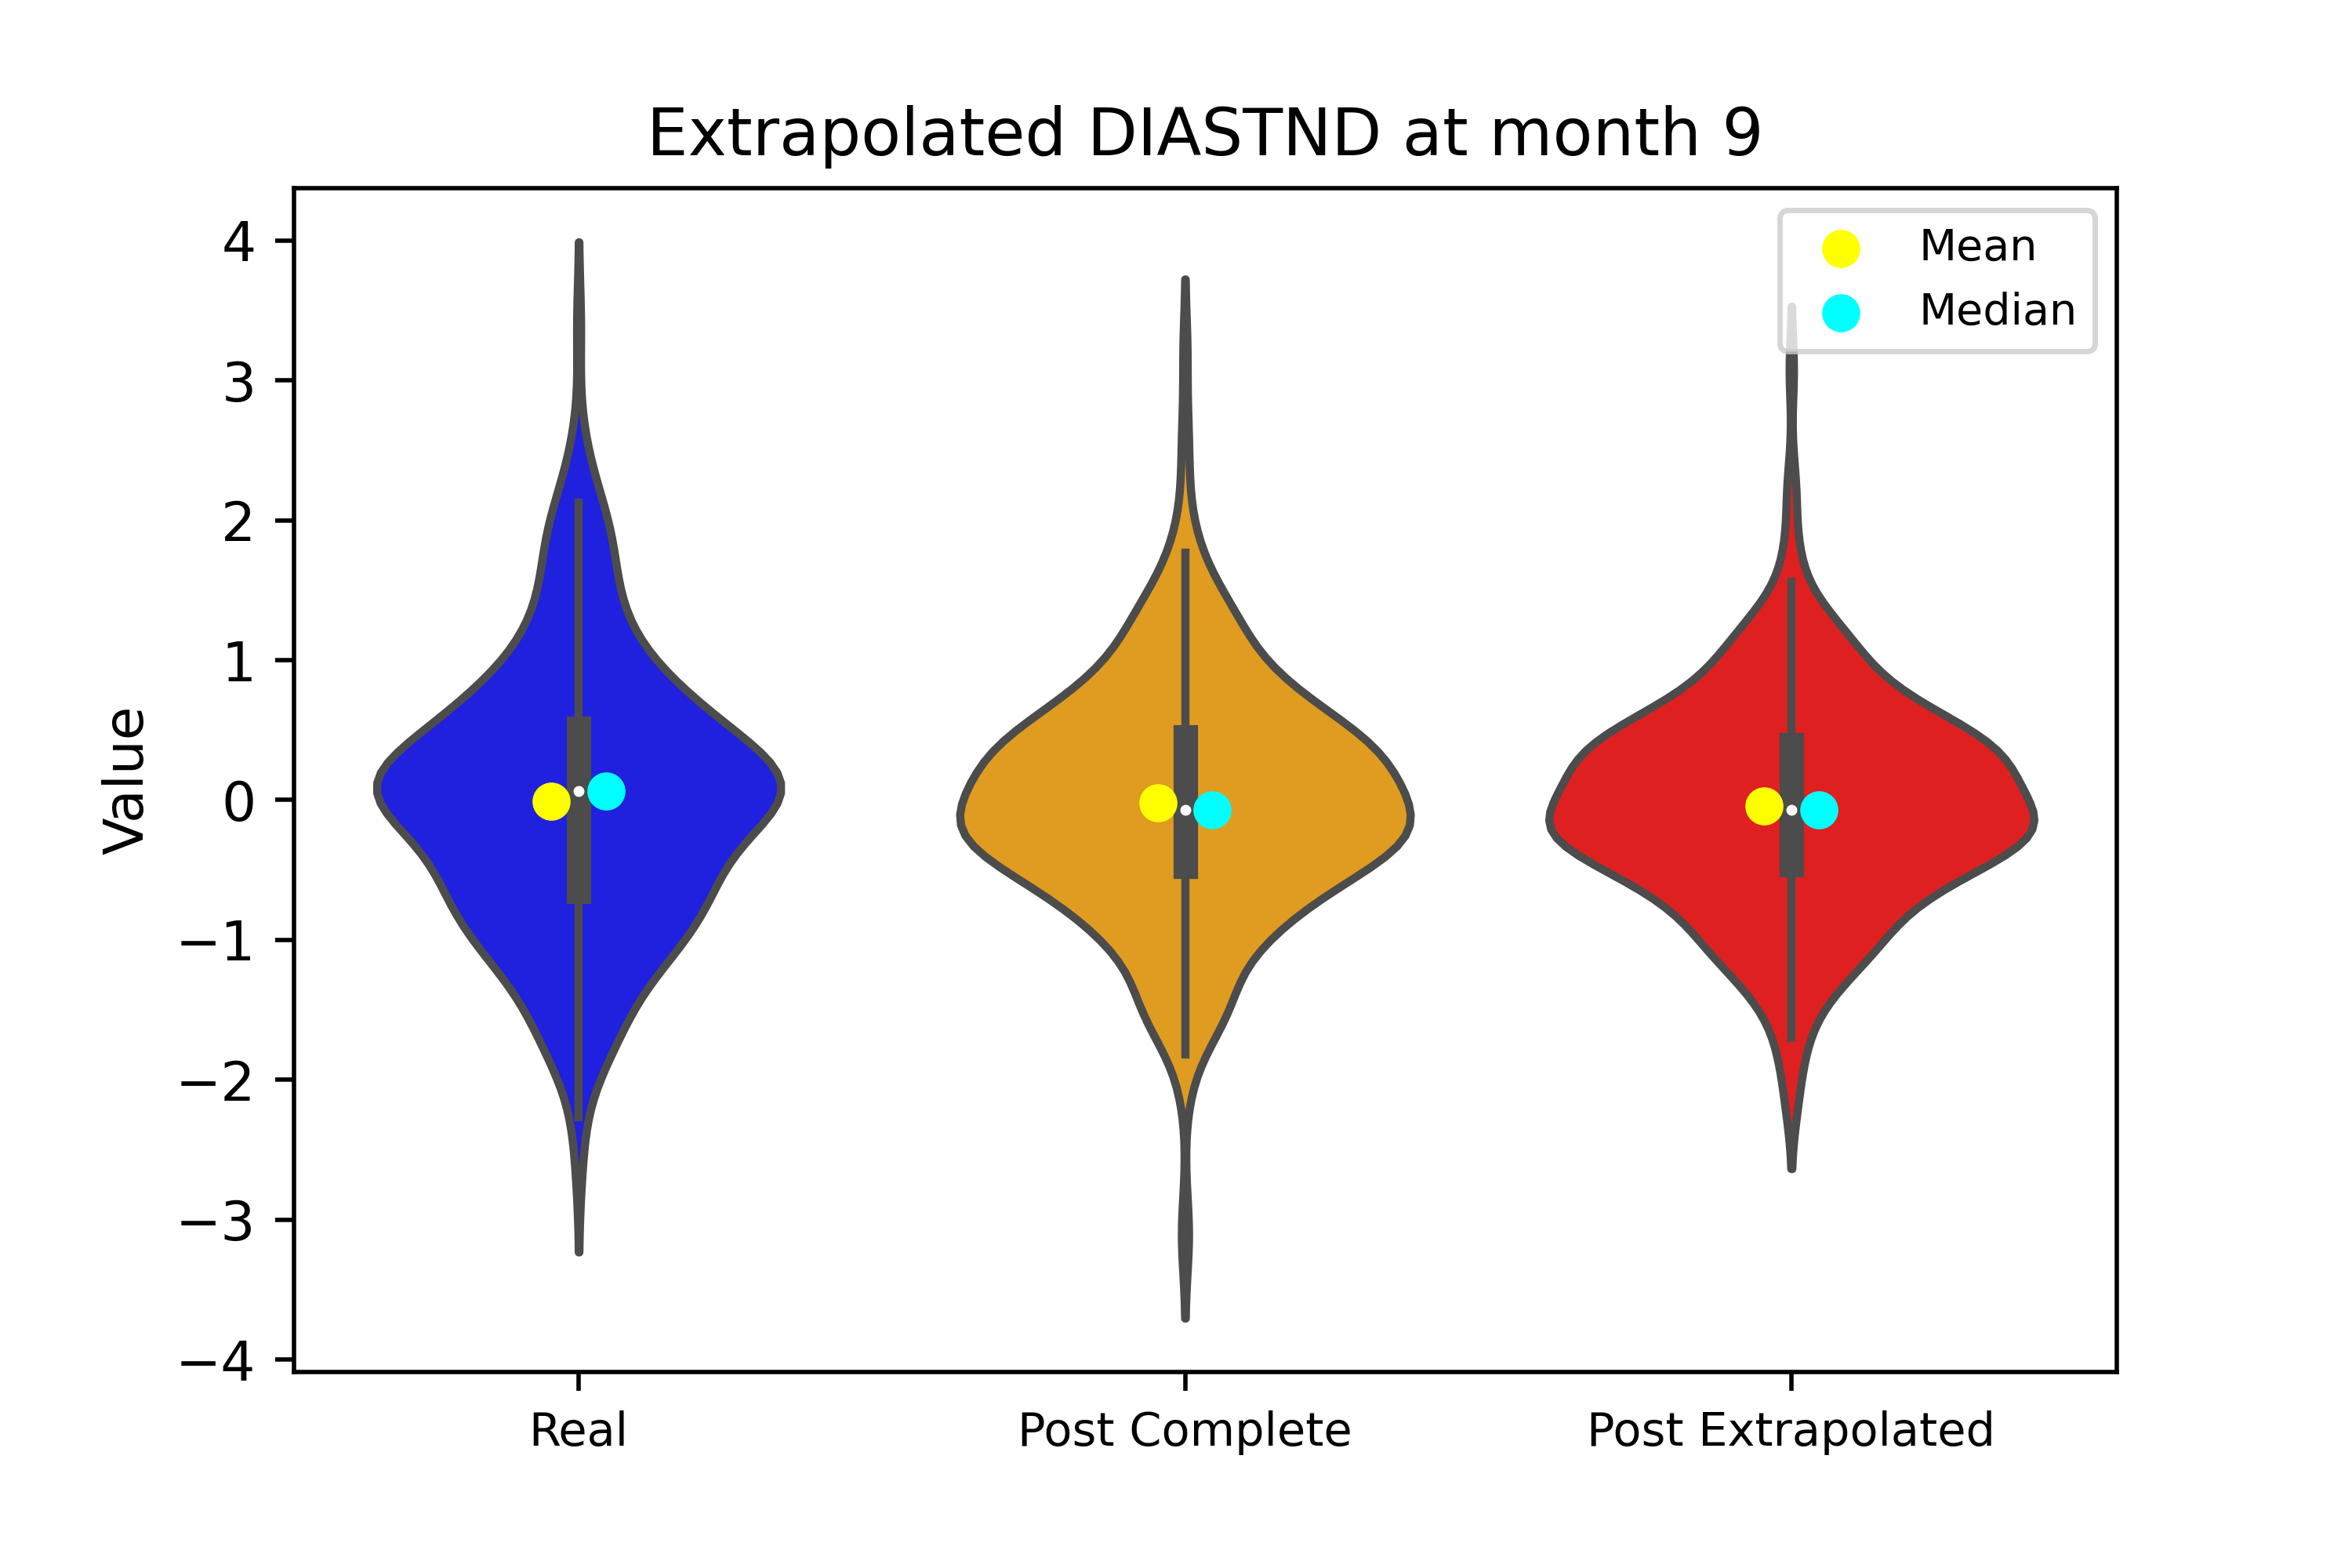 Extrapolated DIASTND at month 9
Mean
Median
Value
4
3
2
1
0
−1
−2
−3
−4
Real
Post Complete
Post Extrapolated